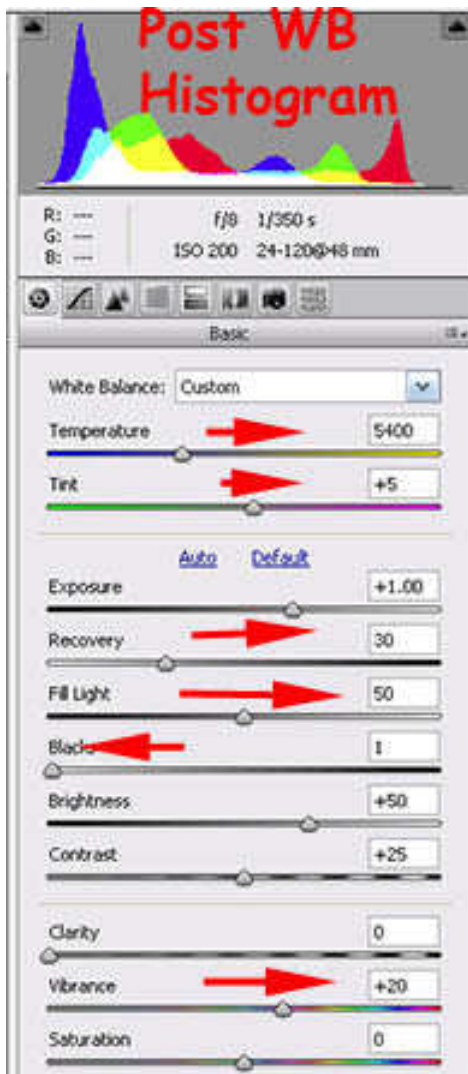 Post WB
Histogram
R: --- f/8 1/350 s
G: ---
B: --- ISO 200 24-120@48 mm
Basic
White Balance: Custom
Temperature 5400
Tint +5
Auto Default
Exposure +1.00
Recovery 30
Fill Light 50
Blacks 1
Brightness +50
Contrast +25
Clarity 0
Vibrance +20
Saturation 0